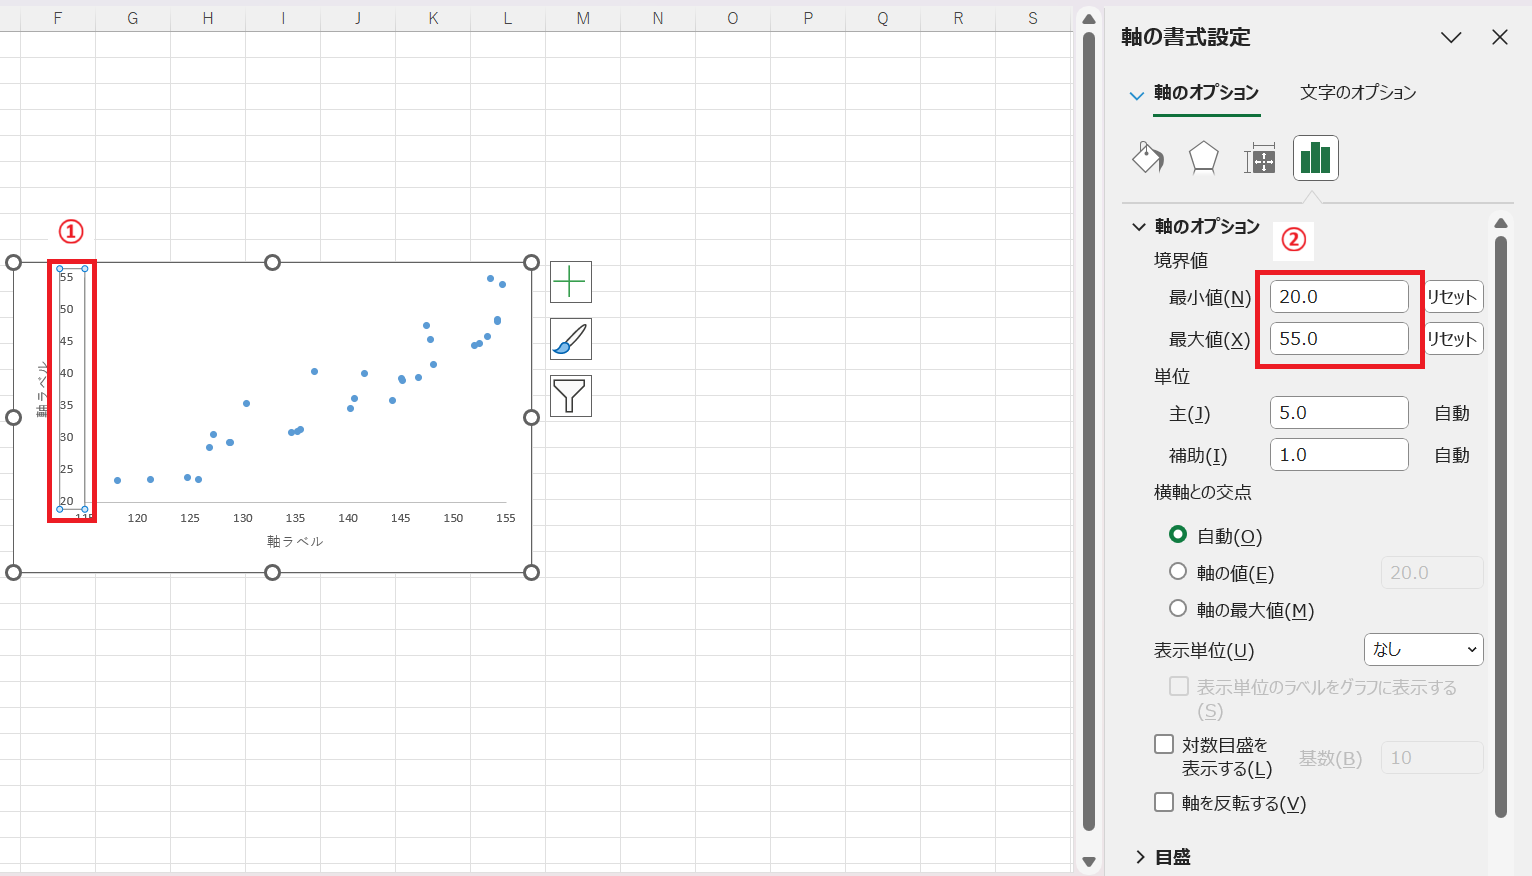 F G H I J K L M N O P Q R S
①
55
50
45
40
35
30
25
20
軸ラベル
115 120 125 130 135 140 145 150 155
軸ラベル
軸の書式設定
軸のオプション 文字のオプション
軸のオプション
②
境界値
最小値(N) 20.0 リセット
最大値(X) 55.0 リセット
単位
主(J) 5.0 自動
補助(I) 1.0 自動
横軸との交点
自動(O)
軸の値(E) 20.0
軸の最大値(M)
表示単位(U) なし
表示単位のラベルをグラフに表示する
(S)
対数目盛を
表示する(L) 基数(B) 10
軸を反転する(V)
目盛